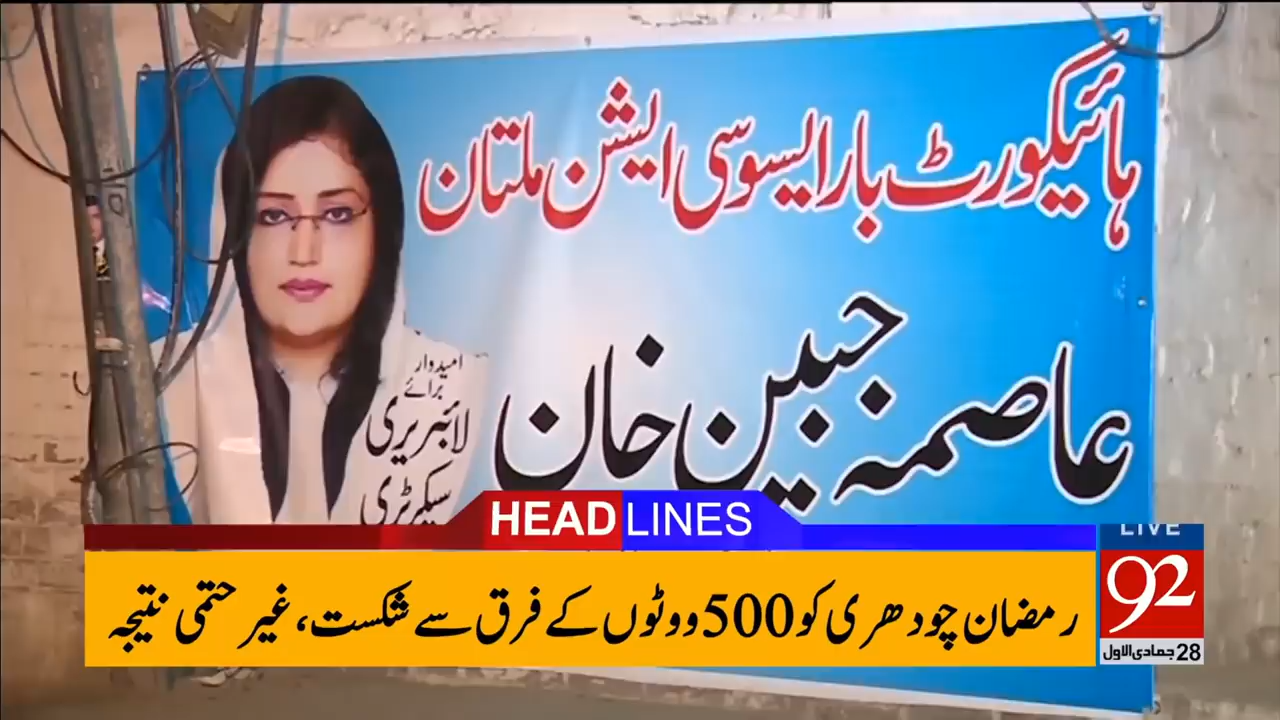 ہائیکورٹ بار ایسوسی ایشن ملتان
عاصمہ جبین خان
امیدوار
برائے
لائبریری
سیکریٹری
HEADLINES
رمضان چودھری کو 500 ووٹوں کے فرق سے شکست، غیر حتمی نتیجہ
LIVE
92
28 جمادی الاول